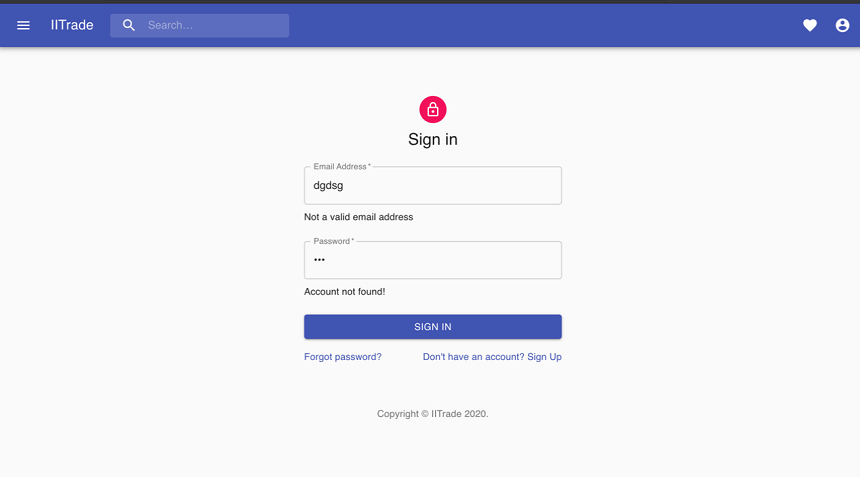 IITrade Search...
Sign in
Email Address *
dgdsg
Not a valid email address
Password *
•••
Account not found!
SIGN IN
Forgot password? Don't have an account? Sign Up
Copyright © IITrade 2020.